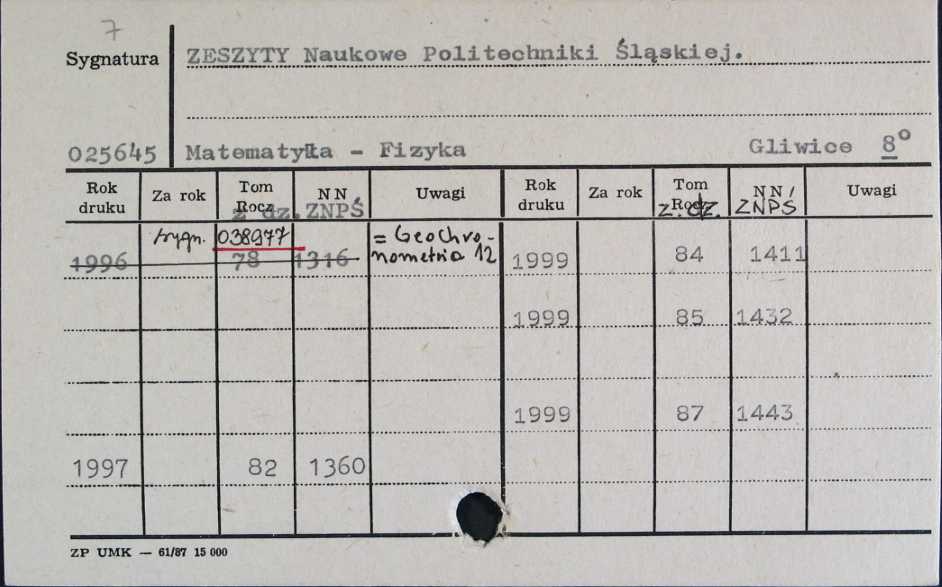 7
Sygnatura ZESZYTY Naukowe Politechniki Śląskiej.
025645 Matematyka - Fizyka Gliwice 8°
Rok druku Za rok Tom Rocz. z dz. NN ZNPŚ Uwagi Rok druku Za rok Tom Rocz. z. dz. NN/ ZNPS Uwagi
sygn. 038977 = Geochro-
1996 78 1316 nometria 12 1999 84 1411
1999 85 1432
1999 87 1443
1997 82 1360
ZP UMK — 61/87 15 000